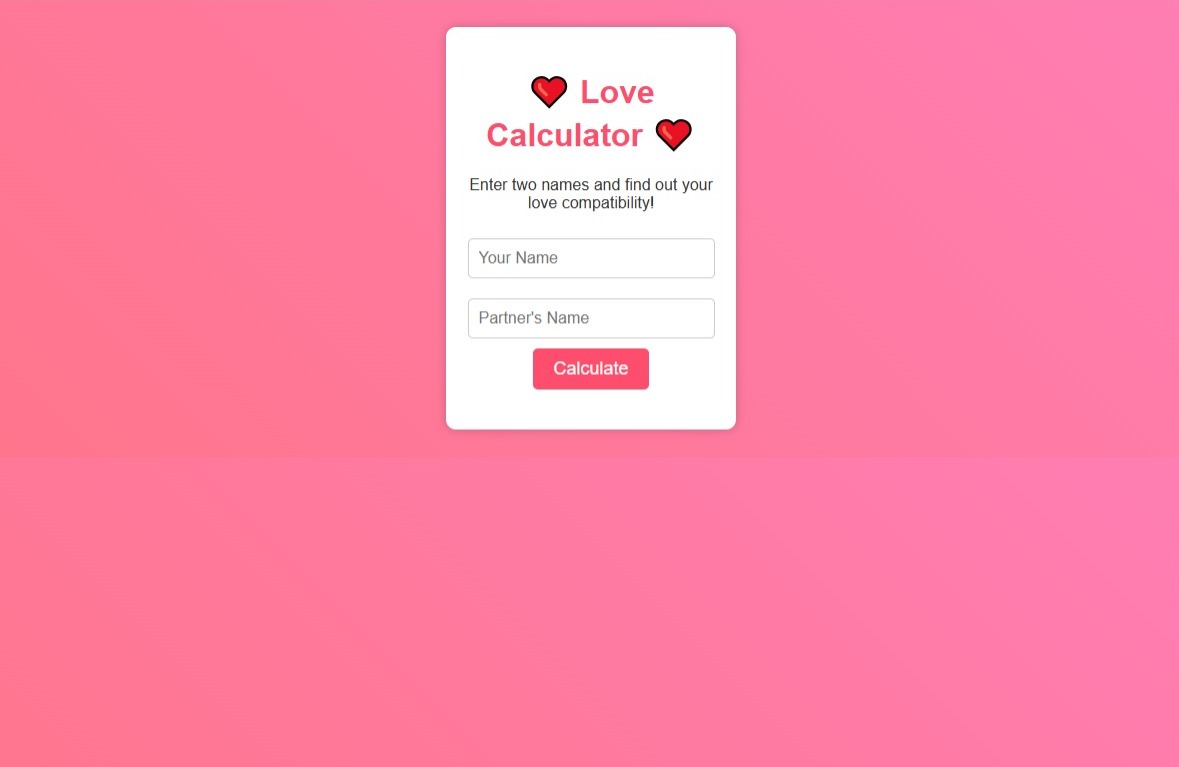 ❤️ Love
Calculator ❤️
Enter two names and find out your
love compatibility!
Your Name
Partner's Name
Calculate